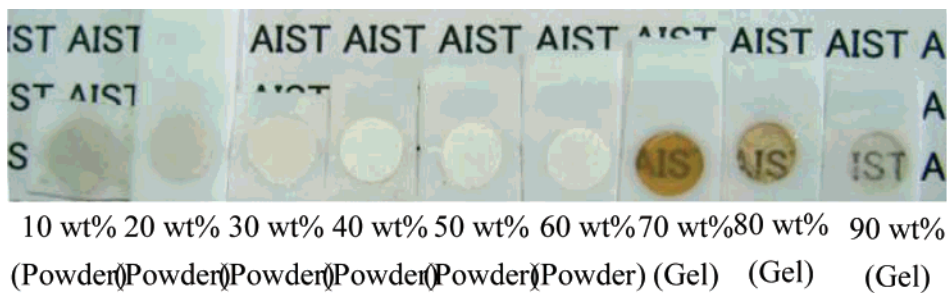 IST AIST AIST AIST AIST AIST AIST AIST AIST A
ST AIST AIST A
S AIS AIS IST A
10 wt% 20 wt% 30 wt% 40 wt% 50 wt% 60 wt% 70 wt% 80 wt% 90 wt%
(Powder) (Powder) (Powder) (Powder) (Powder) (Powder) (Gel) (Gel) (Gel)